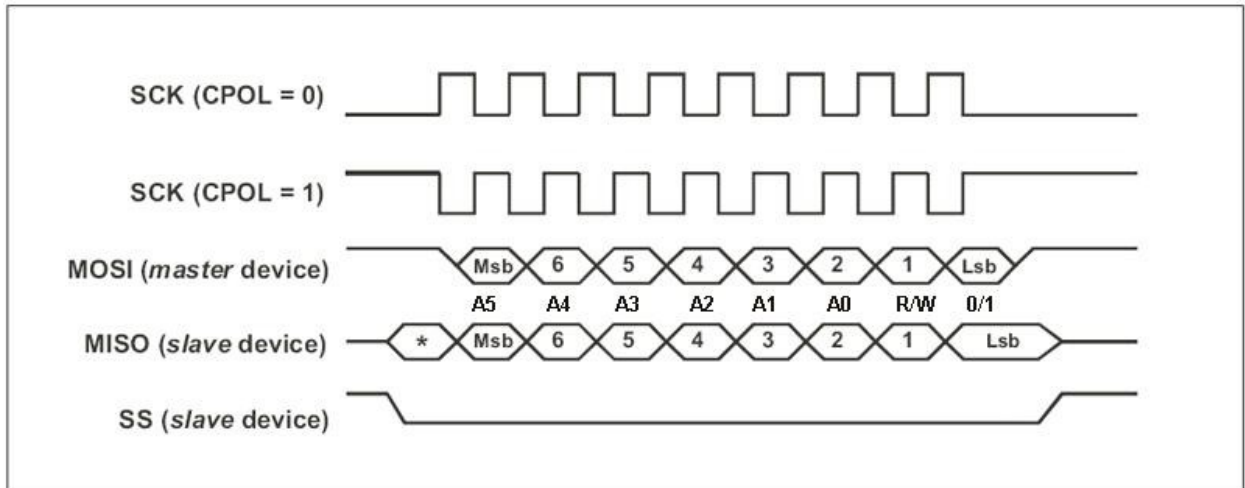 SCK (CPOL = 0)
SCK (CPOL = 1)
MOSI (master device) Msb 6 5 4 3 2 1 Lsb
A5 A4 A3 A2 A1 A0 R/W 0/1
MISO (slave device) * Msb 6 5 4 3 2 1 Lsb
SS (slave device)